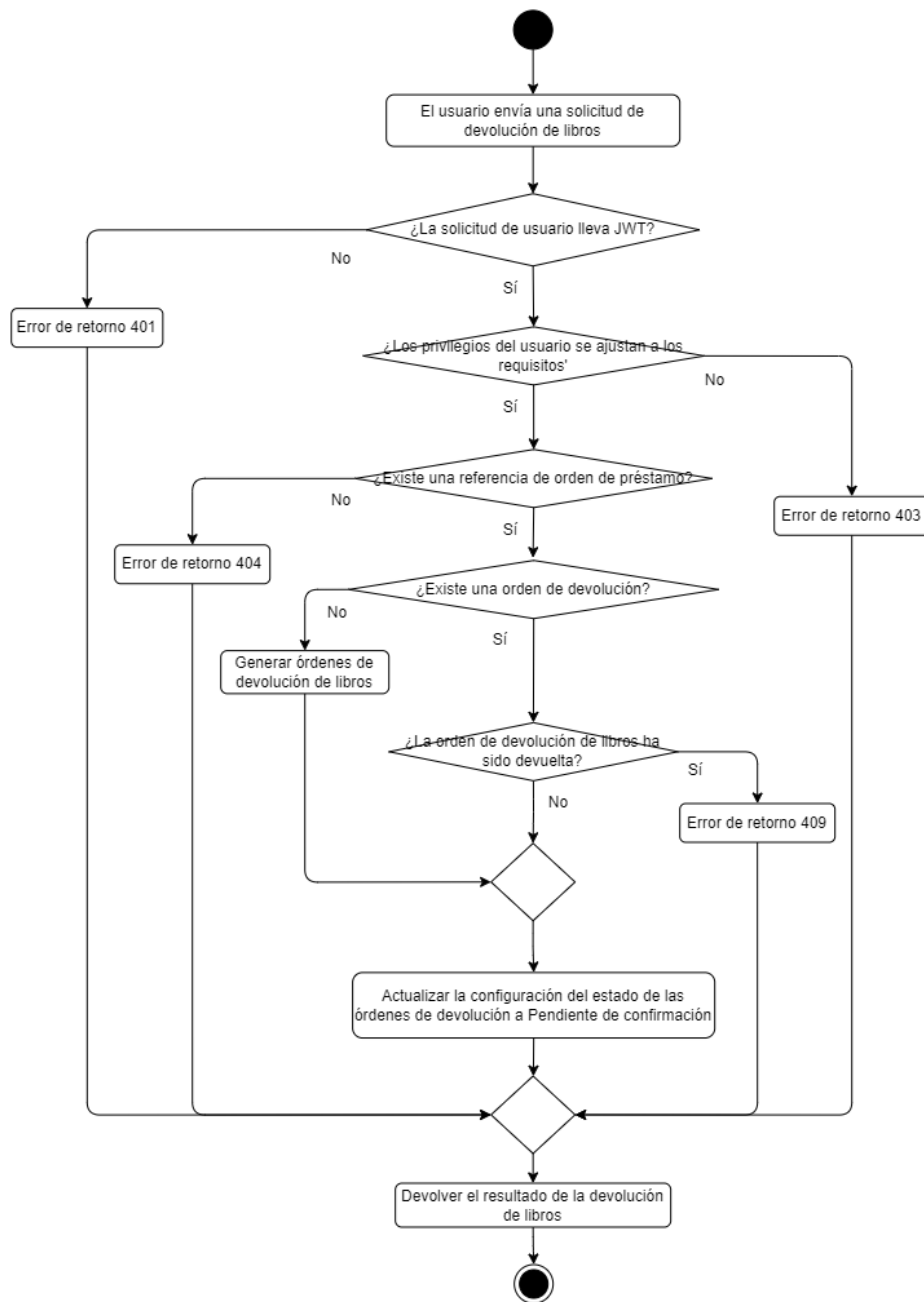 El usuario envía una solicitud de
devolución de libros
¿La solicitud de usuario lleva JWT?
No
Sí
Error de retorno 401
¿Los privilegios del usuario se ajustan a los
requisitos'
No
Sí
¿Existe una referencia de orden de préstamo?
No
Sí
Error de retorno 403
Error de retorno 404
¿Existe una orden de devolución?
No
Sí
Generar órdenes de
devolución de libros
¿La orden de devolución de libros ha
sido devuelta?
Sí
No
Error de retorno 409
Actualizar la configuración del estado de las
órdenes de devolución a Pendiente de confirmación
Devolver el resultado de la devolución
de libros